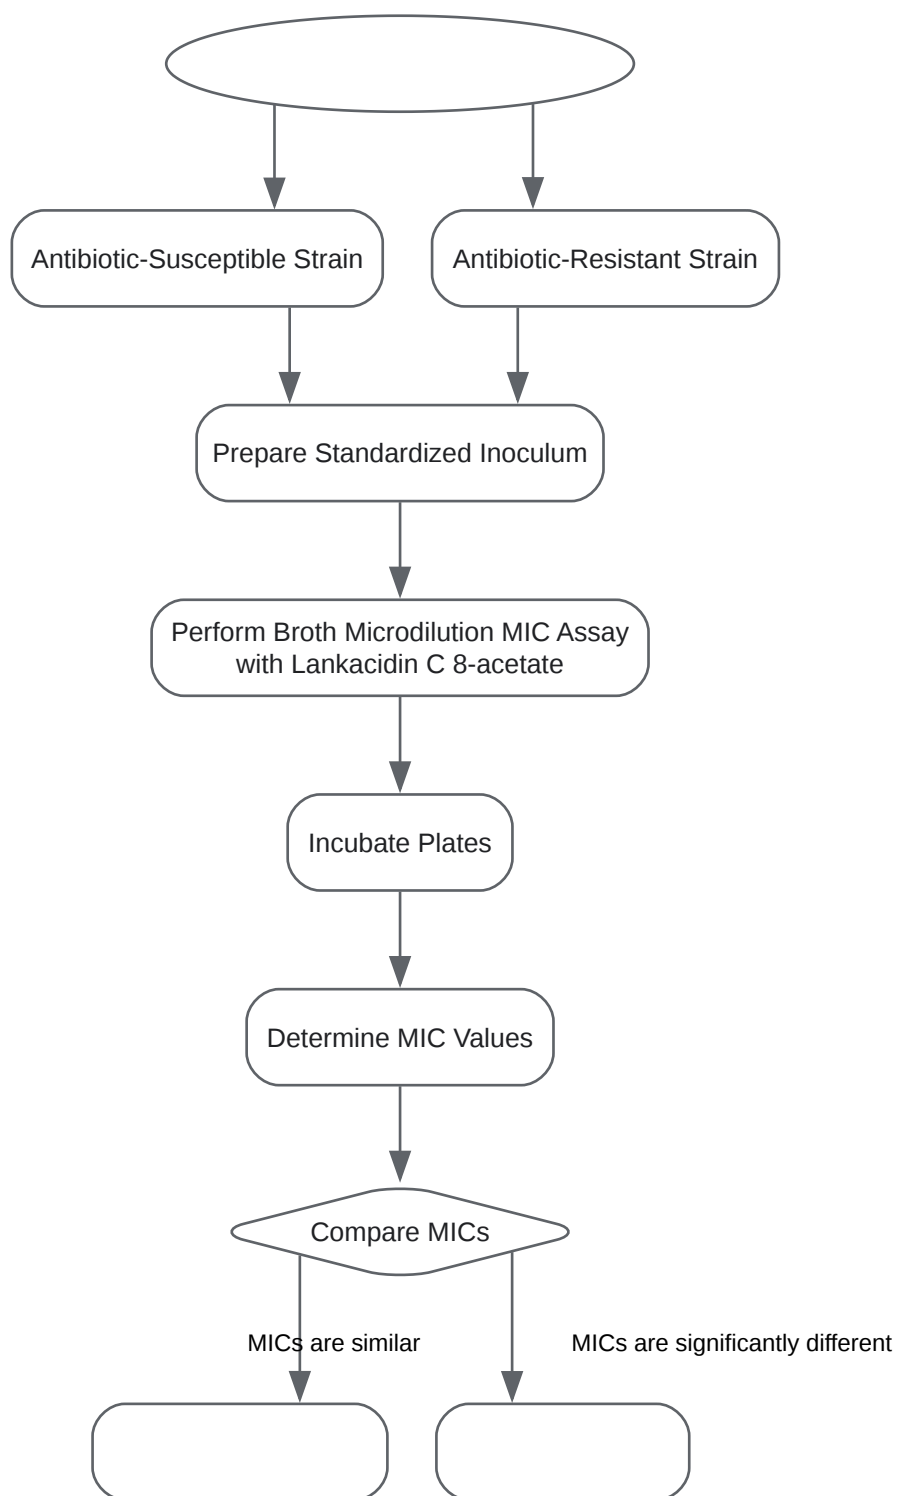 Antibiotic-Susceptible Strain
Antibiotic-Resistant Strain
Prepare Standardized Inoculum
Perform Broth Microdilution MIC Assay
with Lankacidin C 8-acetate
Incubate Plates
Determine MIC Values
Compare MICs
MICs are similar
MICs are significantly different